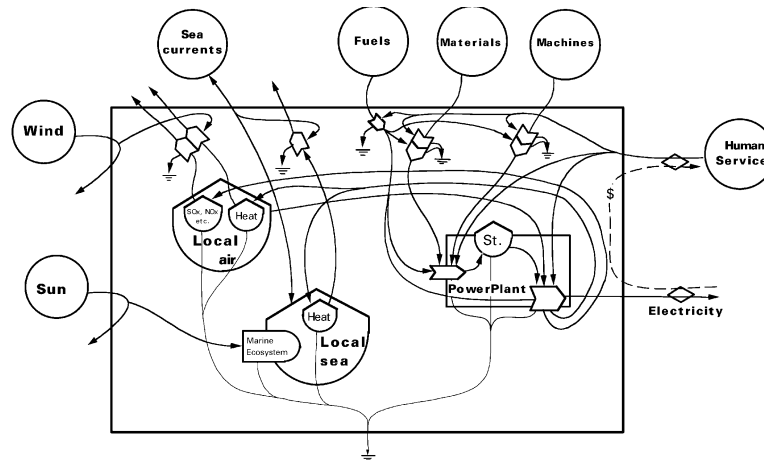 Sea
currents
Fuels
Materials
Machines
Wind
Human
Service
SOx, NOx
etc.
Heat
Local
air
$
St.
PowerPlant
Sun
Electricity
Heat
Marine
Ecosystem
Local
sea